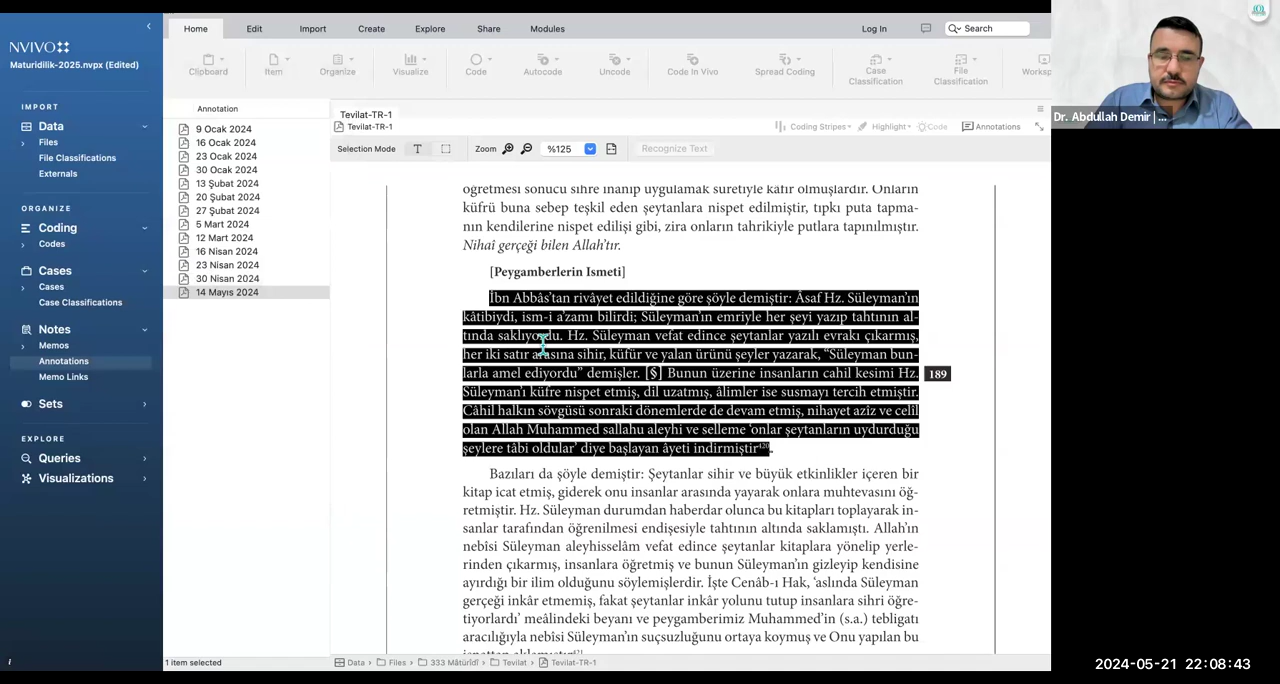 NVIVO
Maturidilik-2025.nvpx (Edited)
IMPORT
Data
Files
File Classifications
Externals
ORGANIZE
Coding
Codes
Cases
Cases
Case Classifications
Notes
Memos
Annotations
Memo Links
Sets
EXPLORE
Queries
Visualizations
Home Edit Import Create Explore Share Modules Log In Search
Clipboard Item Organize Visualize Code Autocode Uncode Code In Vivo Spread Coding Case Classification File Classification
Annotation
9 Ocak 2024
16 Ocak 2024
23 Ocak 2024
30 Ocak 2024
13 Şubat 2024
20 Şubat 2024
27 Şubat 2024
5 Mart 2024
12 Mart 2024
16 Nisan 2024
23 Nisan 2024
30 Nisan 2024
14 Mayıs 2024
1 item selected
Tevilat-TR-1
Tevilat-TR-1 Coding Stripes Highlight Code Annotations
Selection Mode T Zoom %125 Recognize Text
öğretmesi sonucu sihre inanıp uygulamak suretiyle kâfir olmuşlardır. Onların
küfrü buna sebep teşkil eden şeytanlara nispet edilmiştir, tıpkı puta tapma-
nın kendilerine nispet edilişi gibi, zira onların tahrikiyle putlara tapınılmıştır.
Nihaî gerçeği bilen Allah’tır.
[Peygamberlerin Ismeti]
İbn Abbâs’tan rivâyet edildiğine göre şöyle demiştir: Âsaf Hz. Süleyman’ın
kâtibiydi, ism-i a’zamı bilirdi; Süleyman’ın emriyle her şeyi yazıp tahtının al-
tında saklıyordu. Hz. Süleyman vefat edince şeytanlar yazılı evrakı çıkarmış,
her iki satır arasına sihir, küfür ve yalan ürünü şeyler yazarak, “Süleyman bun-
larla amel ediyordu” demişler. [§] Bunun üzerine insanların cahil kesimi Hz.
189
Süleyman’ı küfre nispet etmiş, dil uzatmış, âlimler ise susmayı tercih etmiştir.
Câhil halkın sövgüsü sonraki dönemlerde de devam etmiş, nihayet azîz ve celîl
olan Allah Muhammed sallahu aleyhi ve selleme ‘onlar şeytanların uydurduğu
şeylere tâbi oldular’ diye başlayan âyeti indirmiştir¹²⁰.
Bazıları da şöyle demiştir: Şeytanlar sihir ve büyük etkinlikler içeren bir
kitap icat etmiş, giderek onu insanlar arasında yayarak onlara muhtevasını öğ-
retmiştir. Hz. Süleyman durumdan haberdar olunca bu kitapları toplayarak in-
sanlar tarafından öğrenilmesi endişesiyle tahtının altında saklamıştı. Allah’ın
nebîsi Süleyman aleyhisselâm vefat edince şeytanlar kitaplara yönelip yerle-
rinden çıkarmış, insanlara öğretmiş ve bunun Süleyman’ın gizleyip kendisine
ayırdığı bir ilim olduğunu söylemişlerdir. İşte Cenâb-ı Hak, ‘aslında Süleyman
gerçeği inkâr etmemiş, fakat şeytanlar inkâr yolunu tutup insanlara sihri öğre-
tiyorlardı’ meâlindeki beyanı ve peygamberimiz Muhammed’in (s.a.) tebligatı
aracılığıyla nebîsi Süleyman’ın suçsuzluğunu ortaya koymuş ve Onu yapılan bu
Data Files 333 Mâtürîdî Tevilat Tevilat-TR-1
Dr. Abdullah Demir | ...
2024-05-21 22:08:43